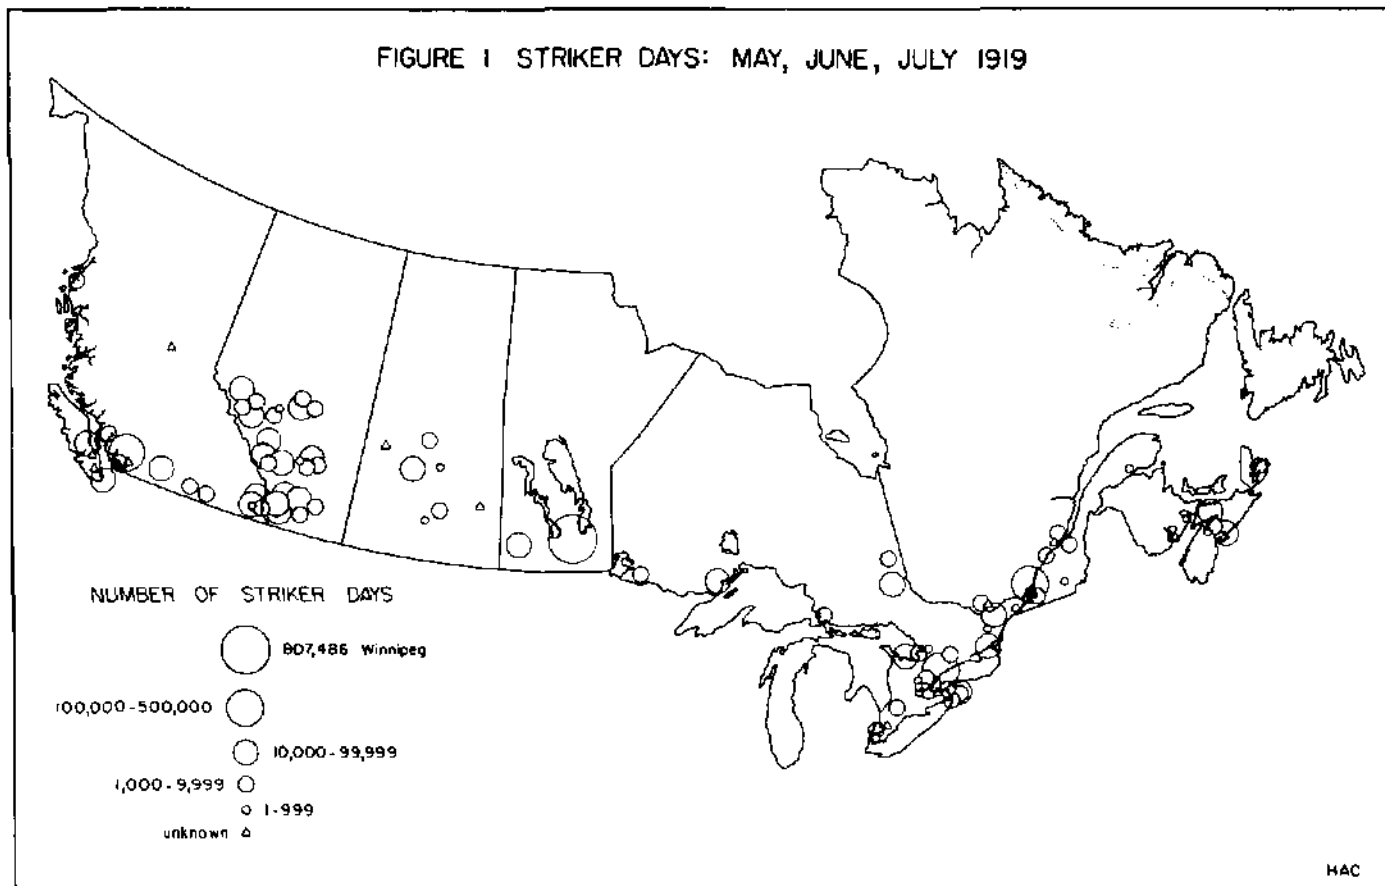 FIGURE 1 STRIKER DAYS: MAY, JUNE, JULY 1919
NUMBER OF STRIKER DAYS
807,486 Winnipeg
100,000-500,000
10,000-99,999
1,000-9,999
1-999
unknown
HAC